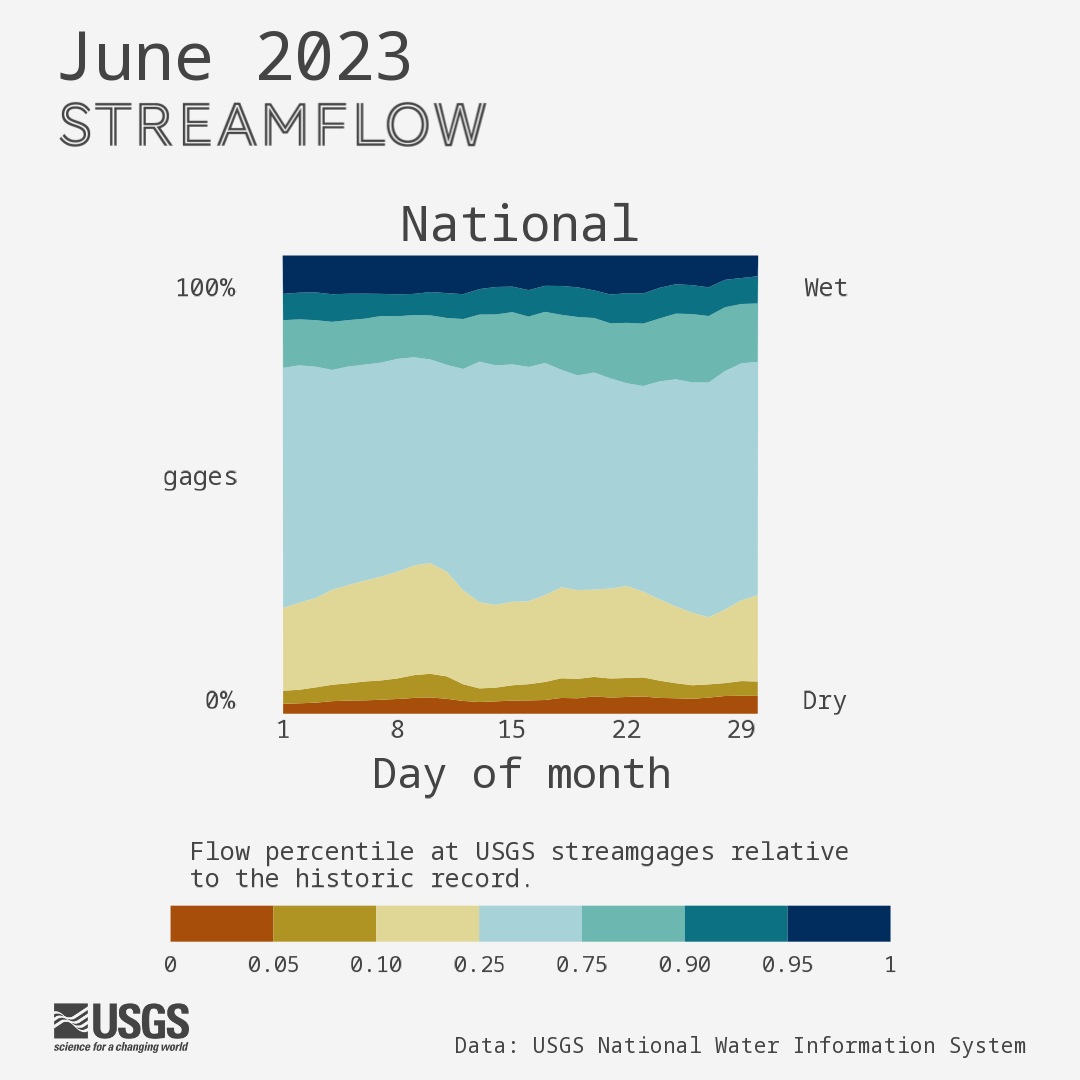 June 2023
STREAMFLOW
National
100%
Wet
gages
0%
Dry
1 8 15 22 29
Day of month
Flow percentile at USGS streamgages relative
to the historic record.
0 0.05 0.10 0.25 0.75 0.90 0.95 1
USGS
science for a changing world
Data: USGS National Water Information System